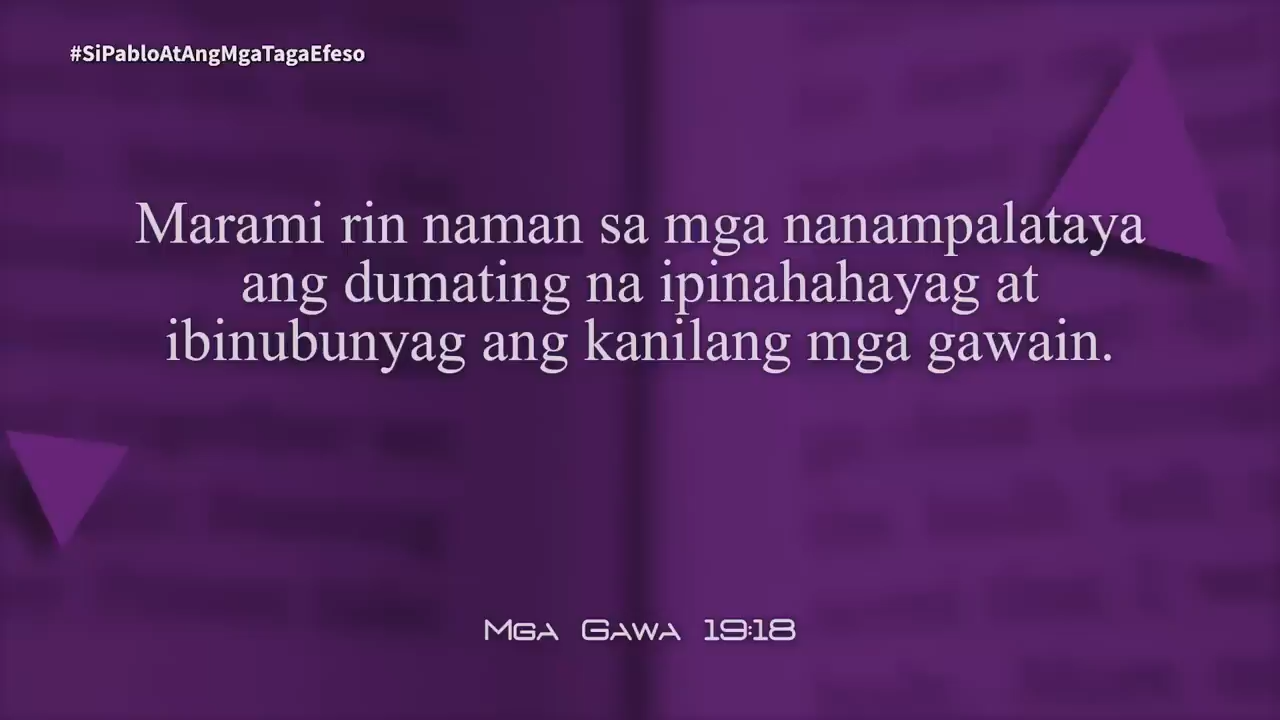 #SiPabloAtAngMgaTagaEfeso
Marami rin naman sa mga nanampalataya
ang dumating na ipinahahayag at
ibinubunyag ang kanilang mga gawain.
Mga Gawa 19:18